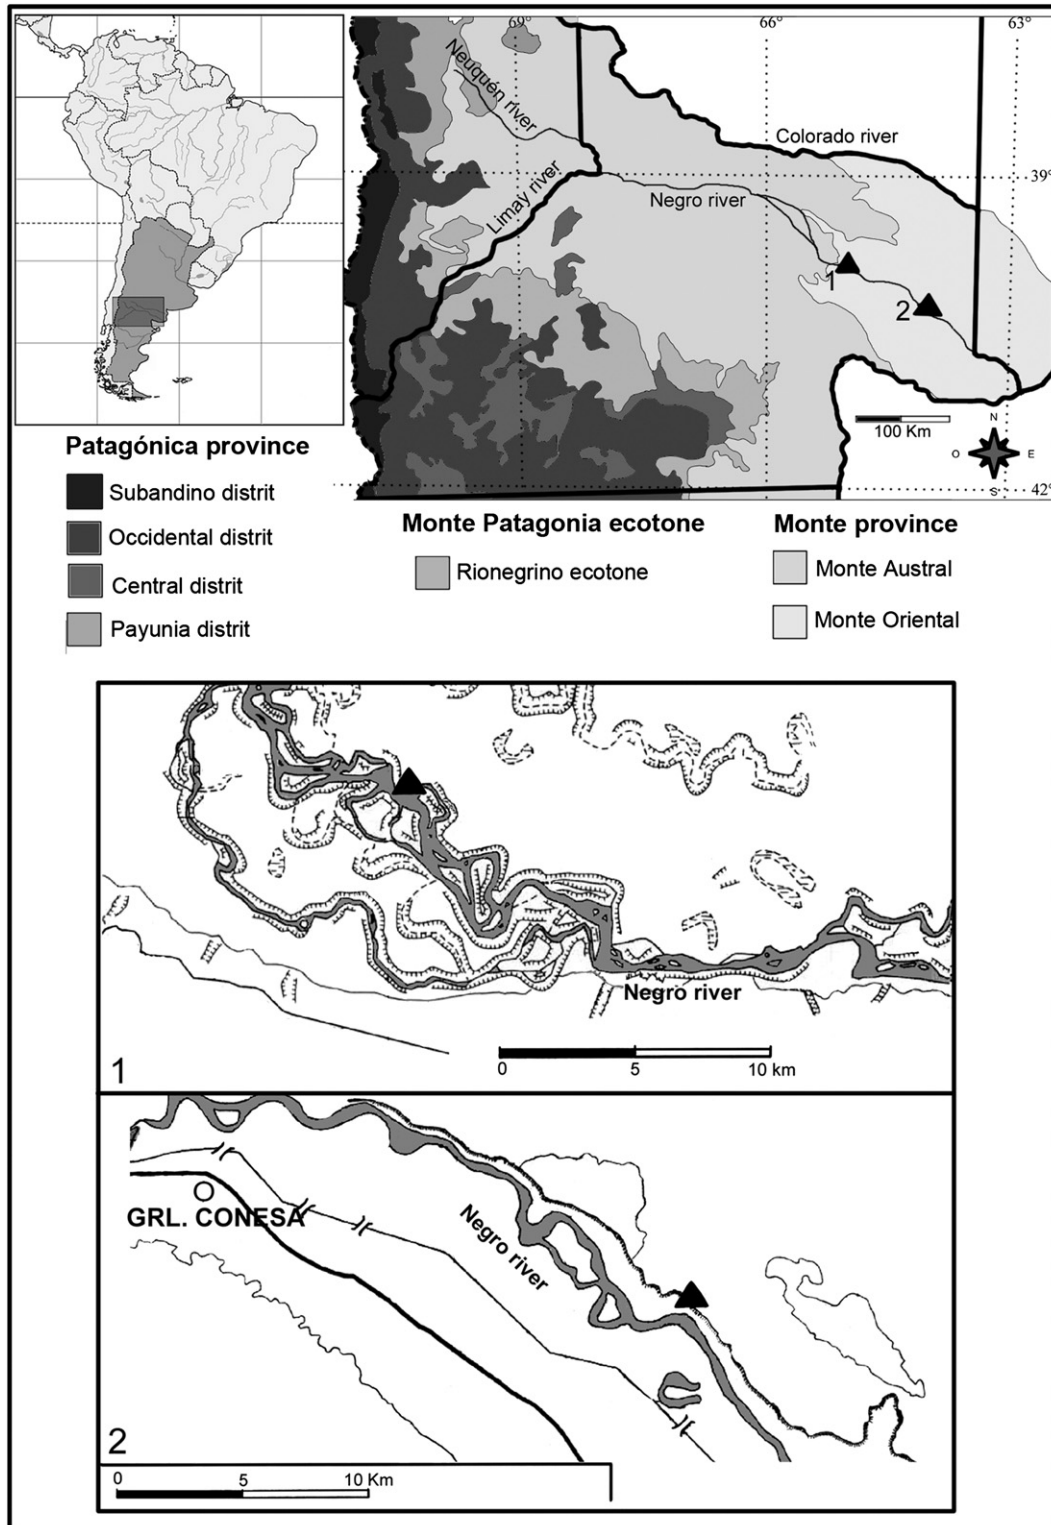 69°
66°
63°
Neuquén river
Colorado river
39°
Limay river
Negro river
1
2
100 Km
N
O
E
S
42°
Patagónica province
Subandino distrit
Occidental distrit
Central distrit
Payunia distrit
Monte Patagonia ecotone
Rionegrino ecotone
Monte province
Monte Austral
Monte Oriental
Negro river
0 5 10 km
1
GRL. CONESA
Negro river
2
0 5 10 Km